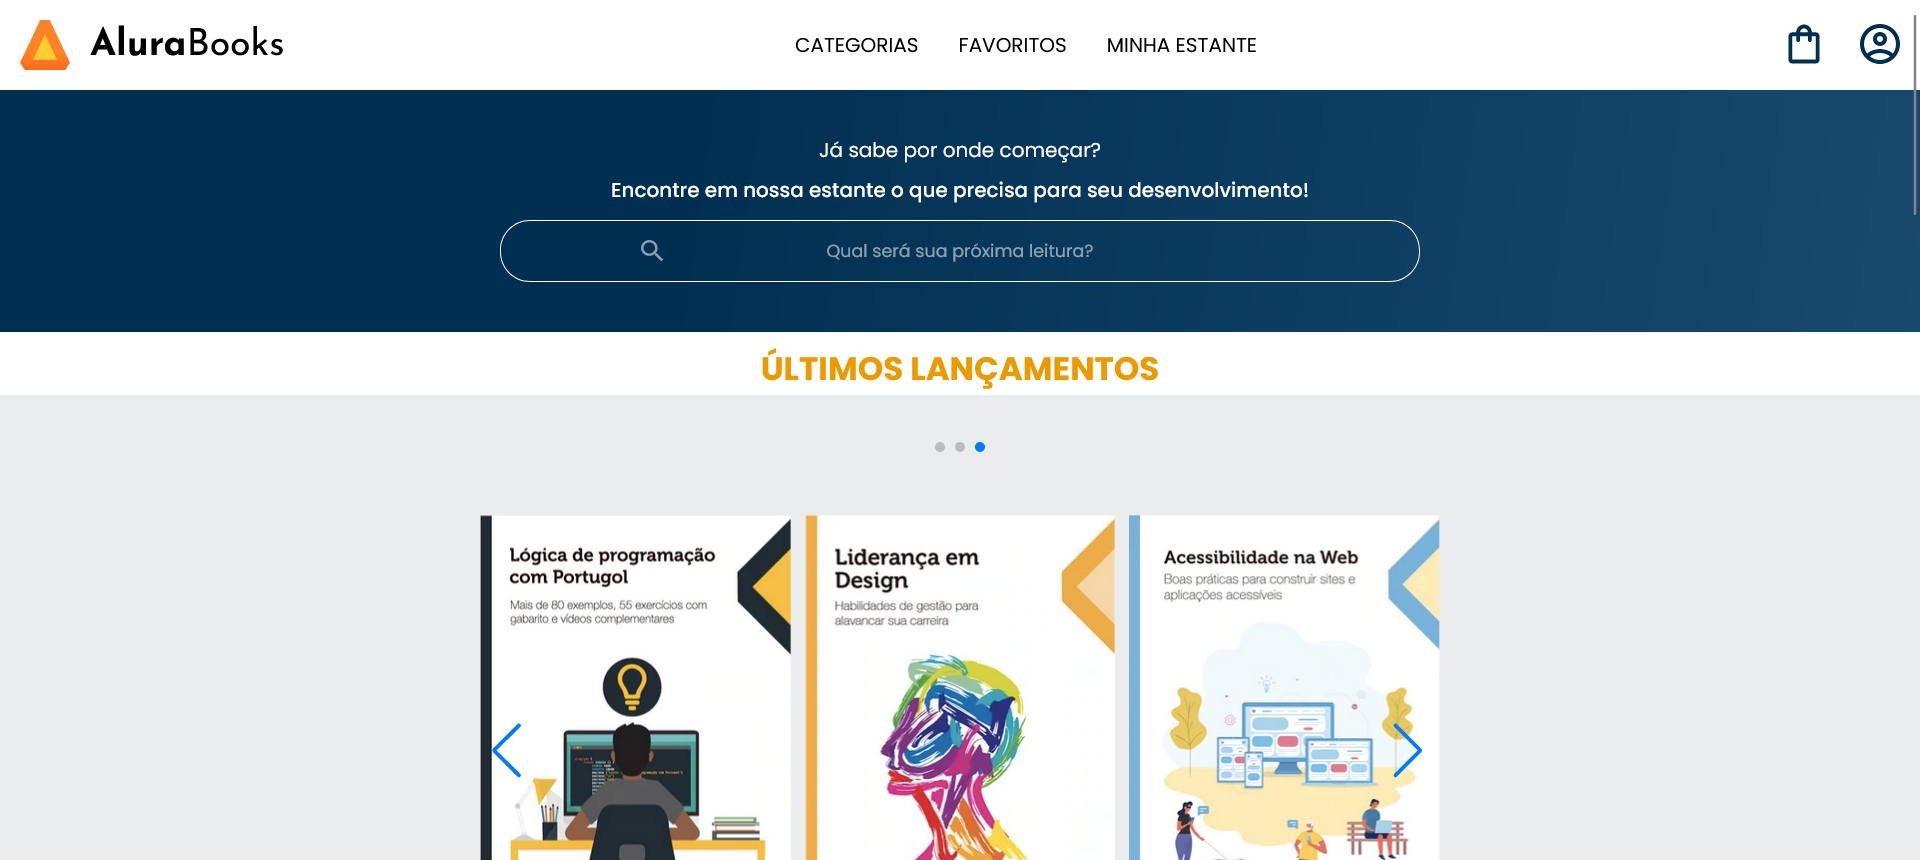 AluraBooks
CATEGORIAS FAVORITOS MINHA ESTANTE
Já sabe por onde começar?
Encontre em nossa estante o que precisa para seu desenvolvimento!
Qual será sua próxima leitura?
ÚLTIMOS LANÇAMENTOS
Lógica de programação
com Portugol
Mais de 80 exemplos, 55 exercícios com
gabarito e vídeos complementares
Liderança em
Design
Habilidades de gestão para
alavancar sua carreira
Acessibilidade na Web
Boas práticas para construir sites e
aplicações acessíveis